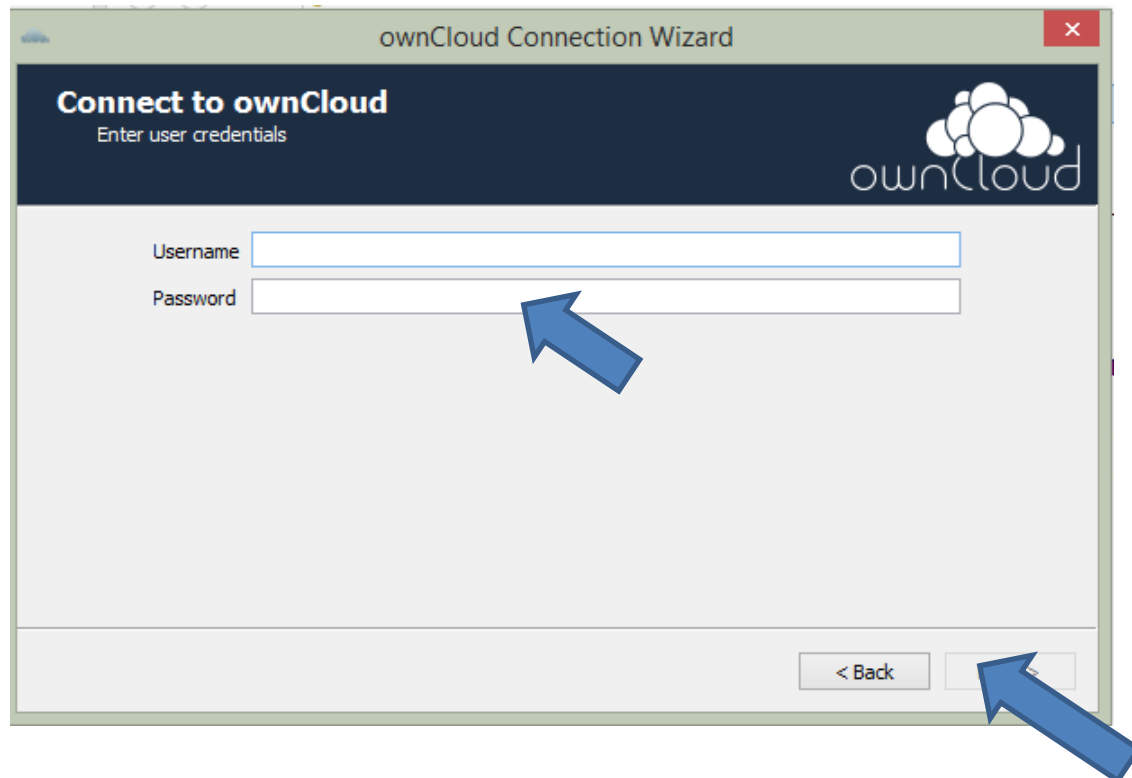 ownCloud Connection Wizard
Connect to ownCloud
Enter user credentials
ownCloud
Username
Password
< Back